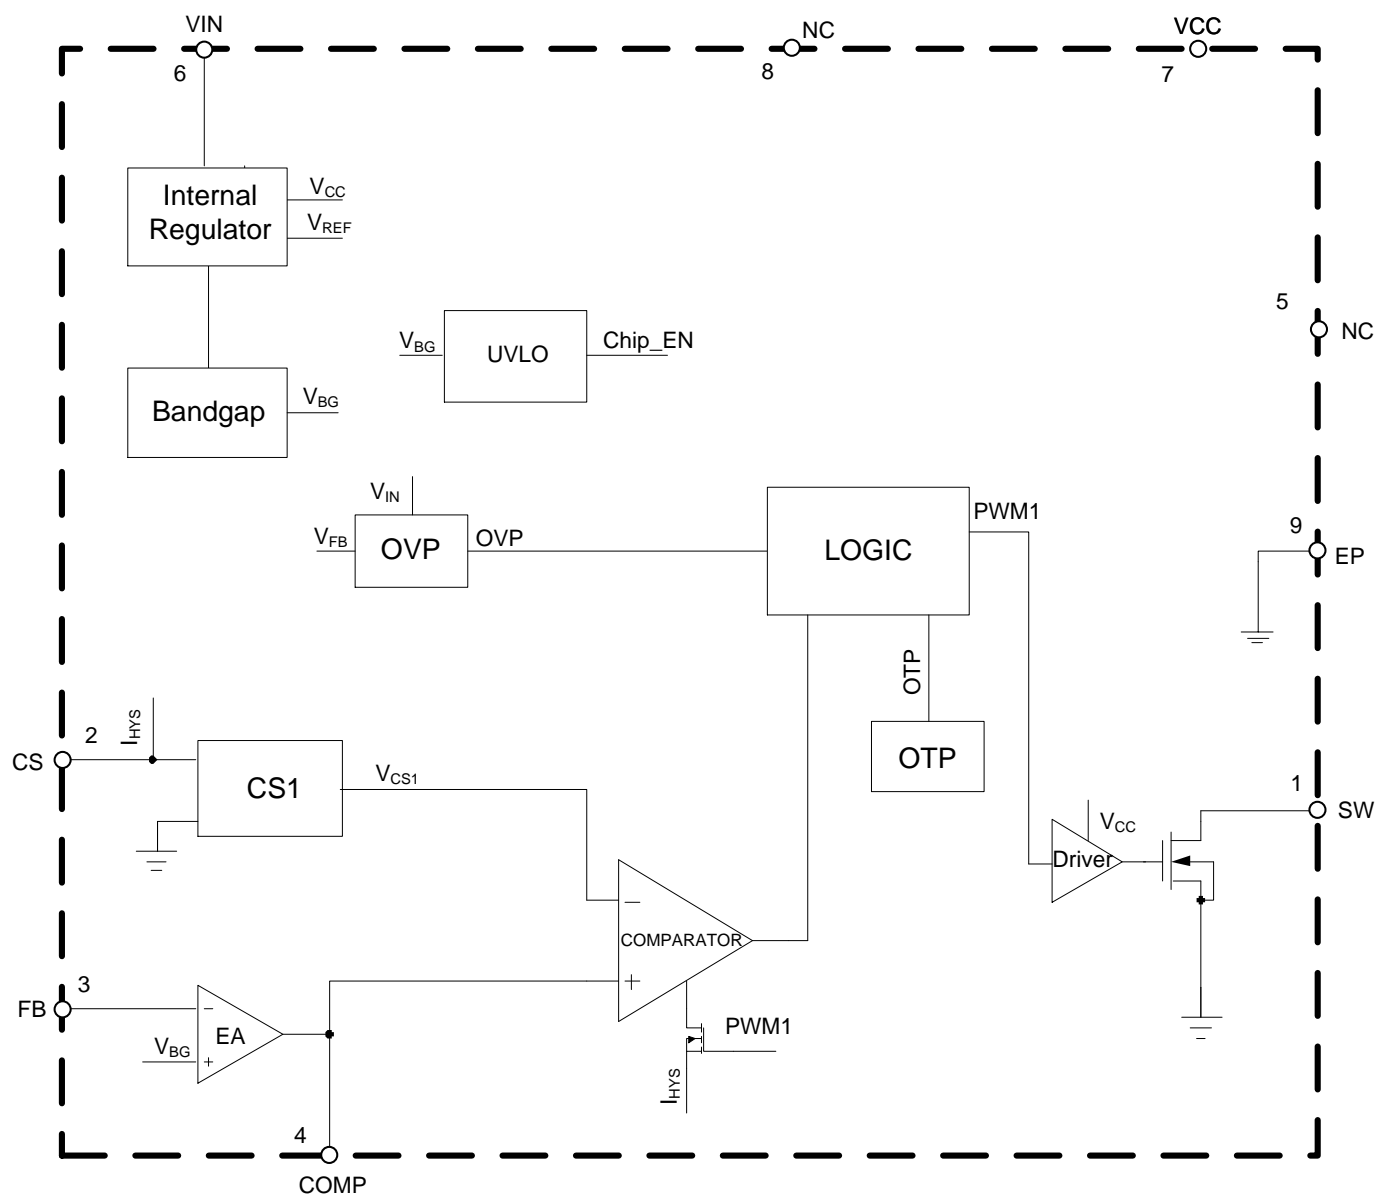 VIN
NC
VCC
6
8
7
Internal
Regulator
VCC
VREF
5
NC
VBG
UVLO
Chip_EN
Bandgap
VBG
VIN
VFB
OVP
OVP
LOGIC
PWM1
9
EP
OTP
OTP
2
IHYS
CS
CS1
VCS1
1
SW
VCC
Driver
COMPARATOR
−
+
3
FB
−
EA
VBG
+
PWM1
IHYS
4
COMP